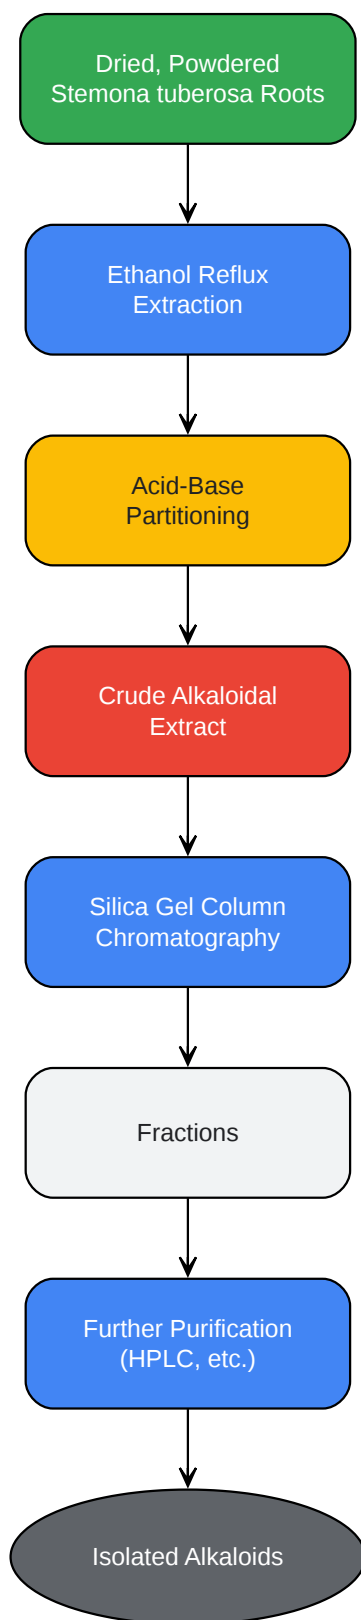 Dried, Powdered
Stemona tuberosa Roots
Ethanol Reflux
Extraction
Acid-Base
Partitioning
Crude Alkaloidal
Extract
Silica Gel Column
Chromatography
Fractions
Further Purification
(HPLC, etc.)
Isolated Alkaloids